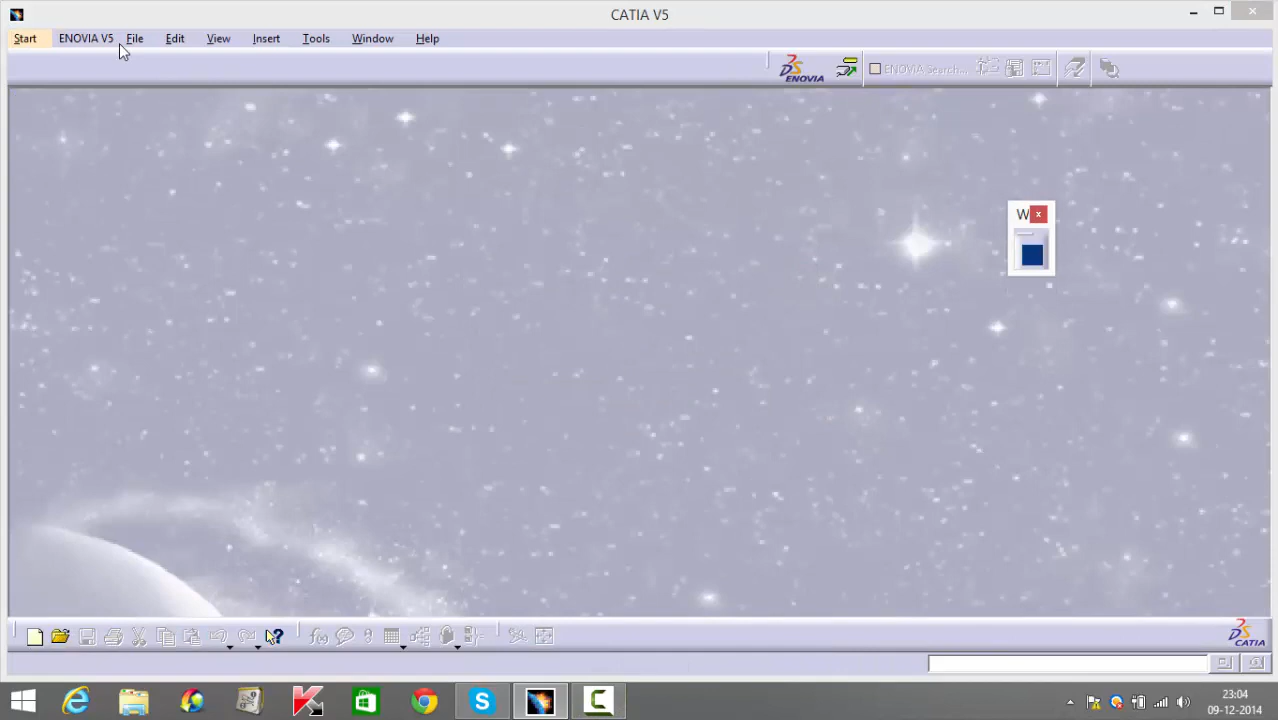 CATIA V5
Start ENOVIA V5 File Edit View Insert Tools Window Help
ENOVIA
ENOVIA Search...
W
f(x)
CATIA
23:04
09-12-2014